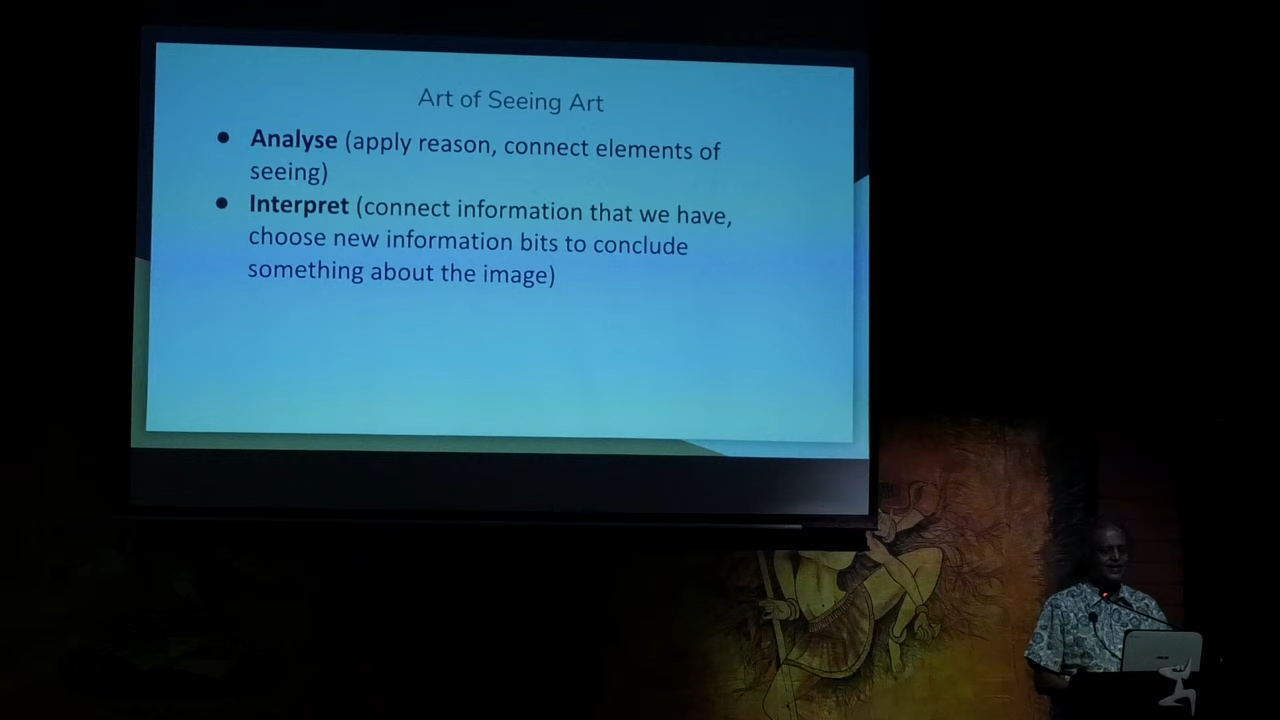 Art of Seeing Art
● Analyse (apply reason, connect elements of
seeing)
● Interpret (connect information that we have,
choose new information bits to conclude
something about the image)
ASUS